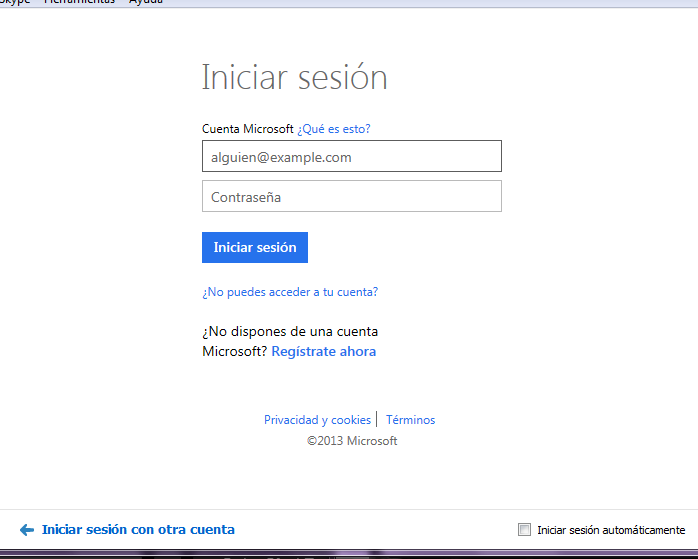 Skype Herramientas Ayuda
Iniciar sesión
Cuenta Microsoft ¿Qué es esto?
alguien@example.com
Contraseña
Iniciar sesión
¿No puedes acceder a tu cuenta?
¿No dispones de una cuenta
Microsoft? Regístrate ahora
Privacidad y cookies | Términos
©2013 Microsoft
Iniciar sesión con otra cuenta
Iniciar sesión automáticamente